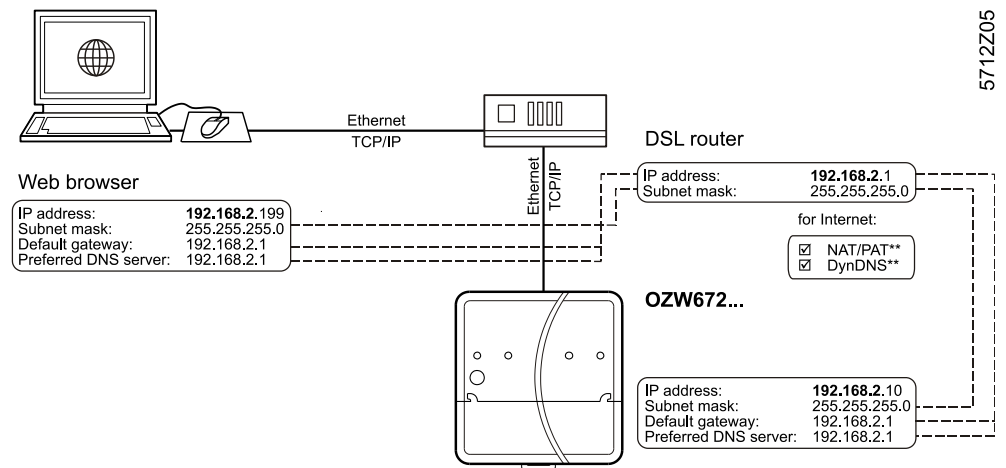 5712Z05
Ethernet
TCP/IP
DSL router
IP address: 192.168.2.1
Subnet mask: 255.255.255.0
for Internet:
☑ NAT/PAT**
☑ DynDNS**
Ethernet
TCP/IP
Web browser
IP address: 192.168.2.199
Subnet mask: 255.255.255.0
Default gateway: 192.168.2.1
Preferred DNS server: 192.168.2.1
OZW672...
IP address: 192.168.2.10
Subnet mask: 255.255.255.0
Default gateway: 192.168.2.1
Preferred DNS server: 192.168.2.1